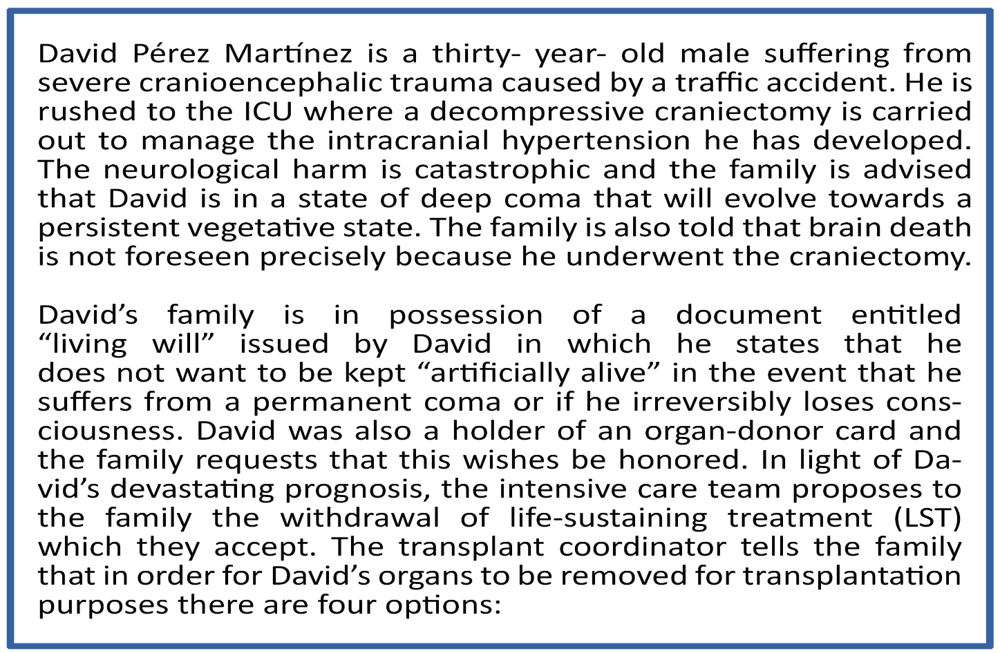 David Pérez Martínez is a thirty- year- old male suffering from
severe cranioencephalic trauma caused by a traffic accident. He is
rushed to the ICU where a decompressive craniectomy is carried
out to manage the intracranial hypertension he has developed.
The neurological harm is catastrophic and the family is advised
that David is in a state of deep coma that will evolve towards a
persistent vegetative state. The family is also told that brain death
is not foreseen precisely because he underwent the craniectomy.
David’s family is in possession of a document entitled
“living will” issued by David in which he states that he
does not want to be kept “artificially alive” in the event that he
suffers from a permanent coma or if he irreversibly loses cons-
ciousness. David was also a holder of an organ-donor card and
the family requests that this wishes be honored. In light of Da-
vid’s devastating prognosis, the intensive care team proposes to
the family the withdrawal of life-sustaining treatment (LST)
which they accept. The transplant coordinator tells the family
that in order for David’s organs to be removed for transplantation
purposes there are four options: